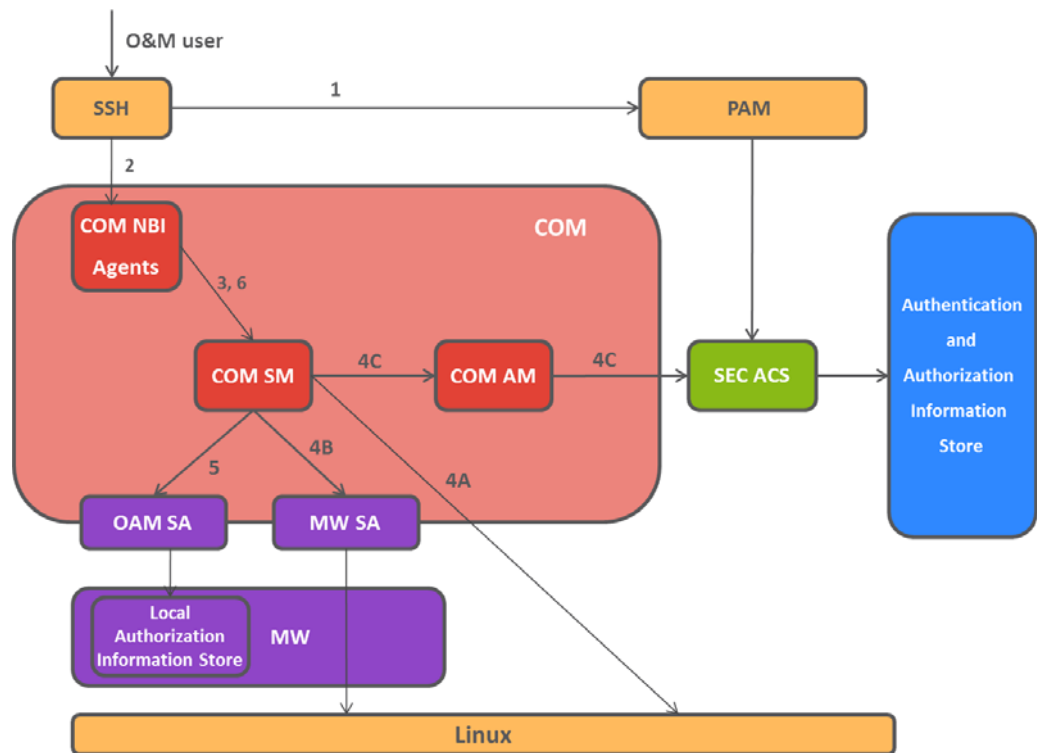 O&M user
SSH
1
PAM
2
COM NBI
Agents
COM
3, 6
Authentication
and
Authorization
Information
Store
COM SM
4C
COM AM
4C
SEC ACS
5
4B
4A
OAM SA
MW SA
Local
Authorization
Information Store
MW
Linux